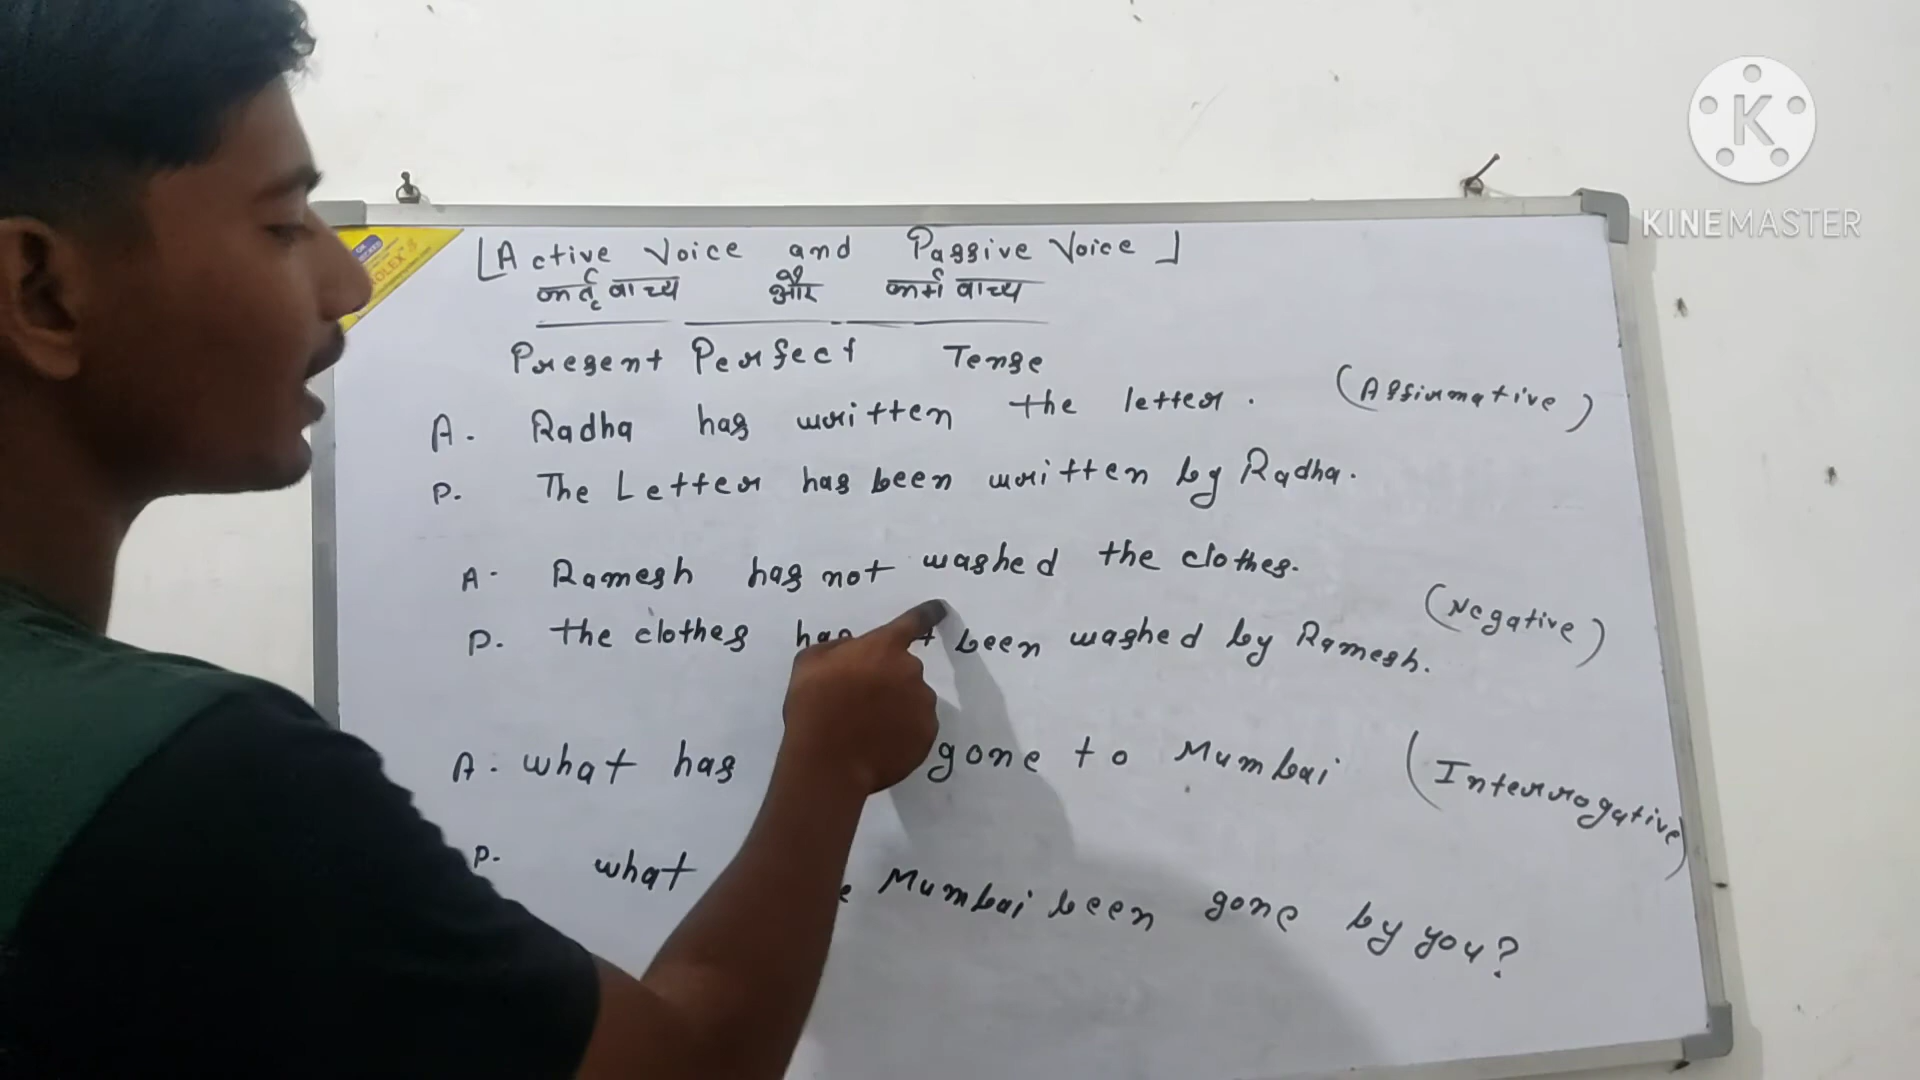 [Active Voice and Passive Voice]
कर्तृ वाच्य और कर्म वाच्य
Present Perfect Tense
A. Radha has written the letter. (Affirmative)
P. The Letter has been written by Radha.
A. Ramesh has not washed the clothes.
(Negative)
P. the clothes been washed by Ramesh.
A. what has gone to Mumbai (Interrogative)
P. what Mumbai been gone by you?
K
KINEMASTER